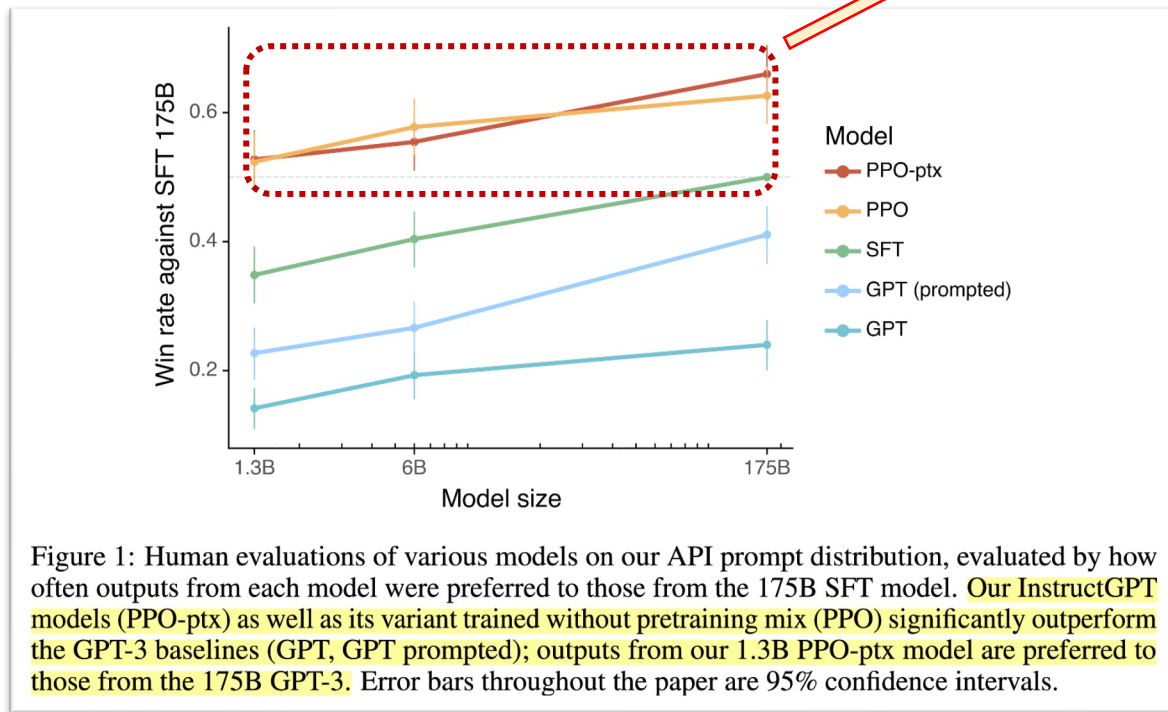 Win rate against SFT 175B
0.6
0.4
0.2
1.3B
6B
175B
Model size
Model
PPO-ptx
PPO
SFT
GPT (prompted)
GPT
Figure 1: Human evaluations of various models on our API prompt distribution, evaluated by how
often outputs from each model were preferred to those from the 175B SFT model. Our InstructGPT
models (PPO-ptx) as well as its variant trained without pretraining mix (PPO) significantly outperform
the GPT-3 baselines (GPT, GPT prompted); outputs from our 1.3B PPO-ptx model are preferred to
those from the 175B GPT-3. Error bars throughout the paper are 95% confidence intervals.